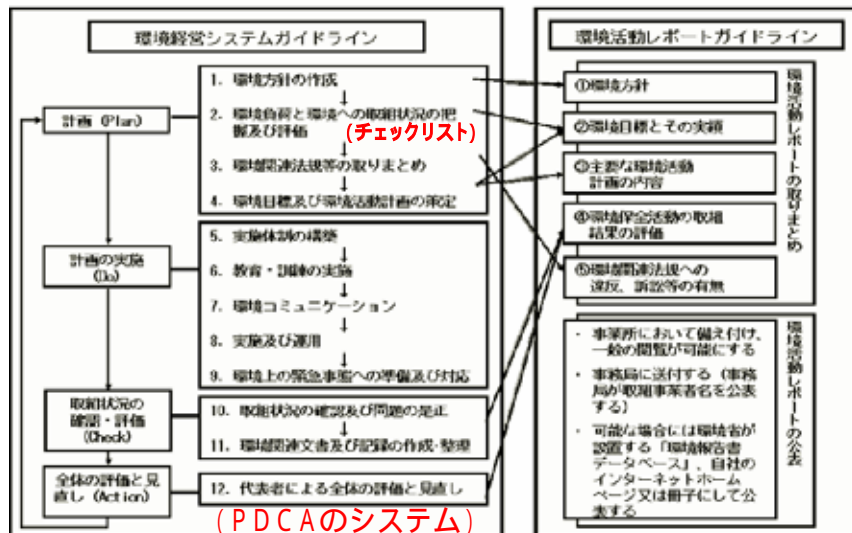 環境経営システムガイドライン
計画 (Plan)
1. 環境方針の作成
2. 環境負荷と環境への取組状況の把
握及び評価
(チェックリスト)
3. 環境関連法規等の取りまとめ
4. 環境目標及び環境活動計画の策定
計画の実施
(Do)
5. 実施体制の構築
6. 教育・訓練の実施
7. 環境コミュニケーション
8. 実施及び運用
9. 環境上の緊急事態への準備及び対応
取組状況の
確認・評価
(Check)
10. 取組状況の確認及び問題の是正
11. 環境関連文書及び記録の作成・整理
全体の評価と見
直し (Action)
12. 代表者による全体の評価と見直し
(PDCAのシステム)
環境活動レポートガイドライン
①環境方針
②環境目標とその実績
③主要な環境活動
計画の内容
④環境保全活動の取組
結果の評価
⑤環境関連法規への
違反、訴訟等の有無
環境活動レポートの取りまとめ
・ 事業所において備え付け、
一般の閲覧が可能にする
・ 事務局に送付する(事務
局が取組事業者名を公表
する)
・ 可能な場合には環境省が
設置する「環境報告書
データベース」、自社の
インターネットホーム
ページ又は冊子にして公
表する
環境活動レポートの公表